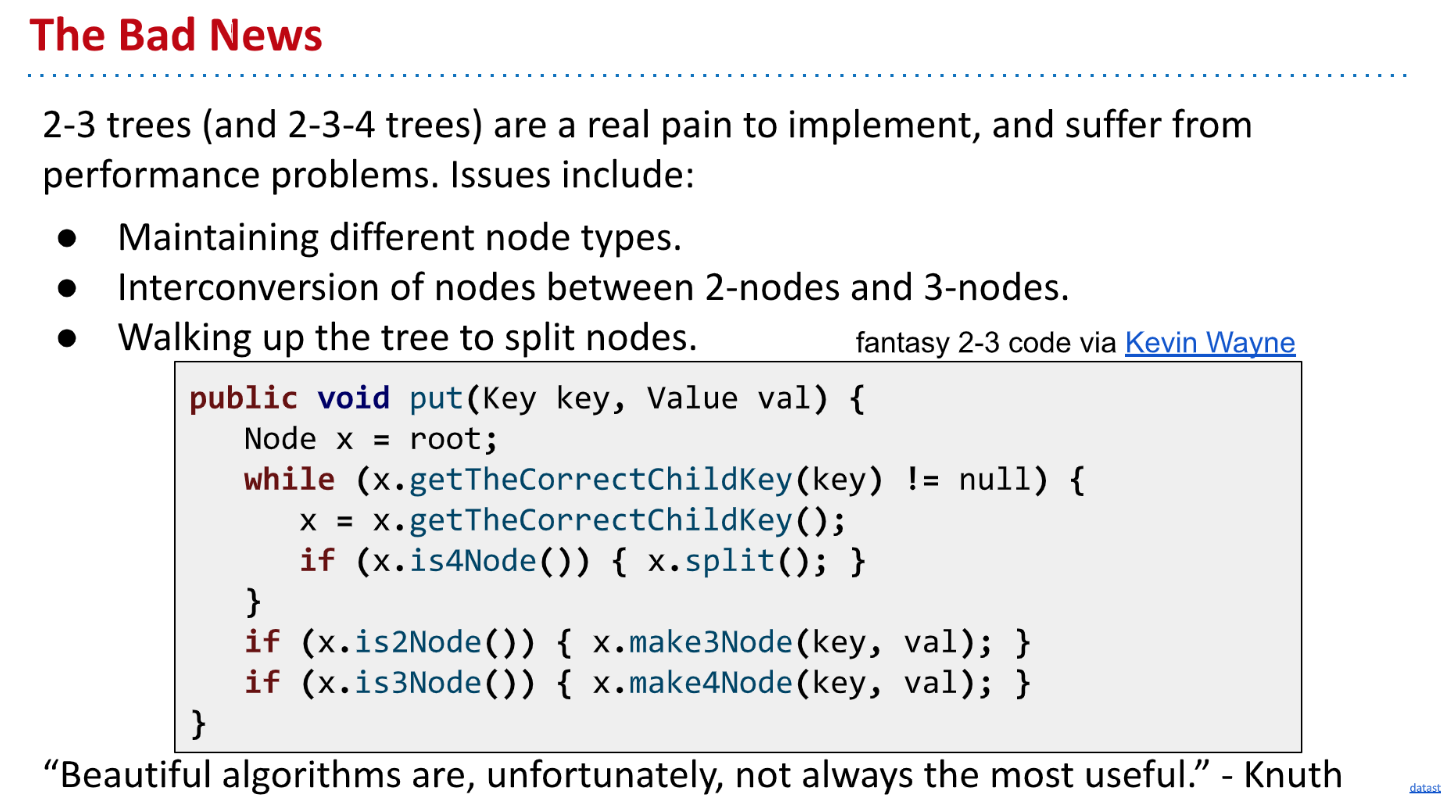 The Bad News
2-3 trees (and 2-3-4 trees) are a real pain to implement, and suffer from
performance problems. Issues include:
● Maintaining different node types.
● Interconversion of nodes between 2-nodes and 3-nodes.
● Walking up the tree to split nodes.
fantasy 2-3 code via Kevin Wayne
public void put(Key key, Value val) {
   Node x = root;
   while (x.getTheCorrectChildKey(key) != null) {
      x = x.getTheCorrectChildKey();
      if (x.is4Node()) { x.split(); }
   }
   if (x.is2Node()) { x.make3Node(key, val); }
   if (x.is3Node()) { x.make4Node(key, val); }
}
“Beautiful algorithms are, unfortunately, not always the most useful.” - Knuth
datast